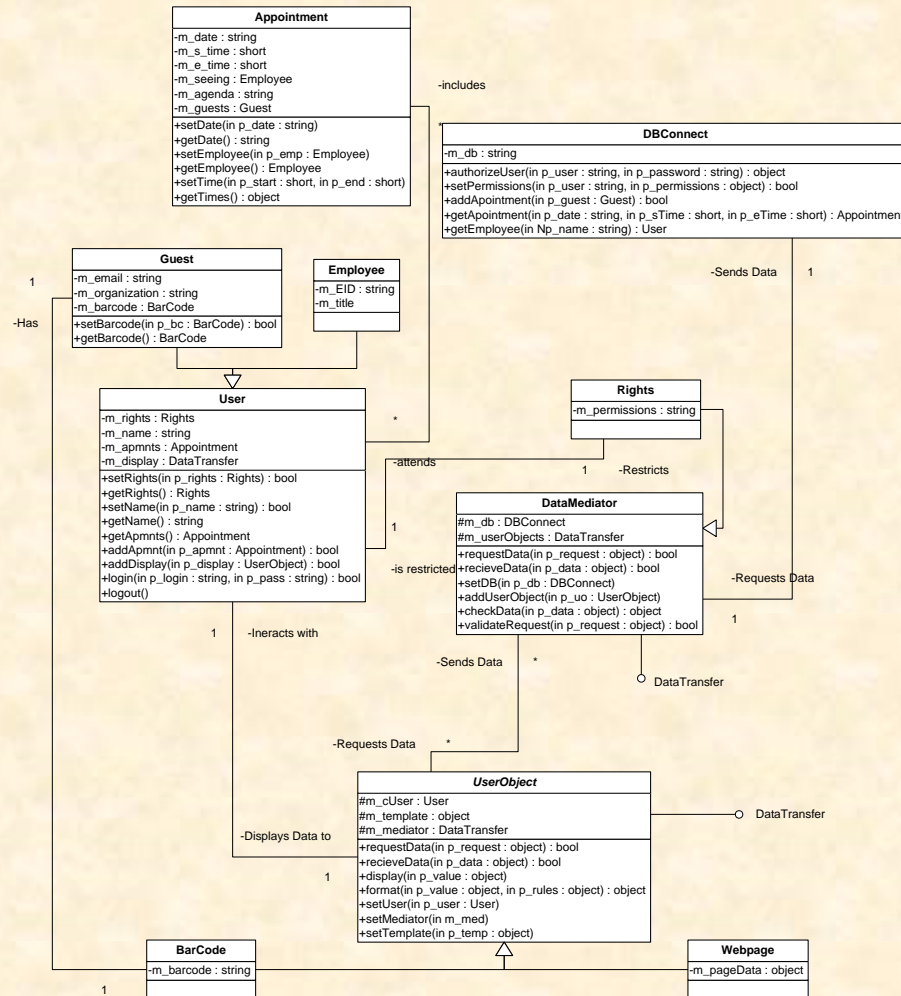 Appointment
-m_date : string
-m_s_time : short
-m_e_time : short
-m_seeing : Employee
-m_agenda : string
-m_guests : Guest
+setDate(in p_date : string)
+getDate() : string
+setEmployee(in p_emp : Employee)
+getEmployee() : Employee
+setTime(in p_start : short, in p_end : short)
+getTimes() : object
-includes
*
DBConnect
-m_db : string
+authorizeUser(in p_user : string, in p_password : string) : object
+setPermissions(in p_user : string, in p_permissions : object) : bool
+addApointment(in p_guest : Guest) : bool
+getApointment(in p_date : string, in p_sTime : short, in p_eTime : short) : Appointment
+getEmployee(in Np_name : string) : User
-Sends Data
1
Guest
-m_email : string
-m_organization : string
-m_barcode : BarCode
+setBarcode(in p_bc : BarCode) : bool
+getBarcode() : BarCode
1
-Has
Employee
-m_EID : string
-m_title
User
-m_rights : Rights
-m_name : string
-m_apmnts : Appointment
-m_display : DataTransfer
+setRights(in p_rights : Rights) : bool
+getRights() : Rights
+setName(in p_name : string) : bool
+getName() : string
+getApmnts() : Appointment
+addApmnt(in p_apmnt : Appointment) : bool
+addDisplay(in p_display : UserObject) : bool
+login(in p_login : string, in p_pass : string) : bool
+logout()
*
-attends
Rights
-m_permissions : string
1
-Restricts
1
-is restricted
DataMediator
#m_db : DBConnect
#m_userObjects : DataTransfer
+requestData(in p_request : object) : bool
+recieveData(in p_data : object) : bool
+setDB(in p_db : DBConnect)
+addUserObject(in p_uo : UserObject)
+checkData(in p_data : object) : object
+validateRequest(in p_request : object) : bool
-Requests Data
1
1
-Ineracts with
-Sends Data
*
DataTransfer
-Requests Data
*
UserObject
#m_cUser : User
#m_template : object
#m_mediator : DataTransfer
+requestData(in p_request : object) : bool
+recieveData(in p_data : object) : bool
+display(in p_value : object)
+format(in p_value : object, in p_rules : object) : object
+setUser(in p_user : User)
+setMediator(in m_med)
+setTemplate(in p_temp : object)
DataTransfer
-Displays Data to
1
BarCode
-m_barcode : string
1
Webpage
-m_pageData : object